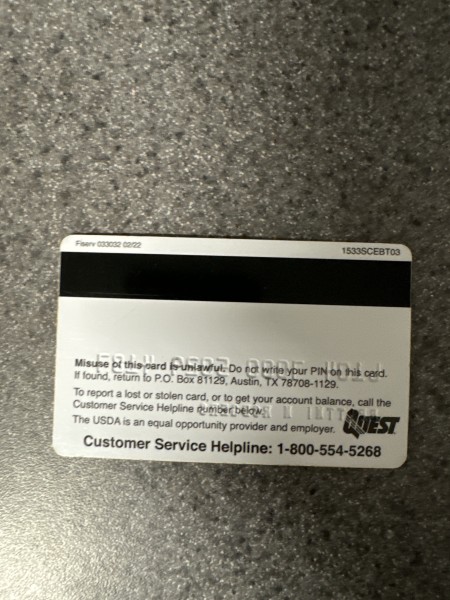 Fiserv 033032 02/22
1533SCEBT03
Misuse of this card is unlawful. Do not write your PIN on this card.
If found, return to P.O. Box 81129, Austin, TX 78708-1129.
To report a lost or stolen card, or to get your account balance, call the
Customer Service Helpline number below.
The USDA is an equal opportunity provider and employer.
QUEST
Customer Service Helpline: 1-800-554-5268